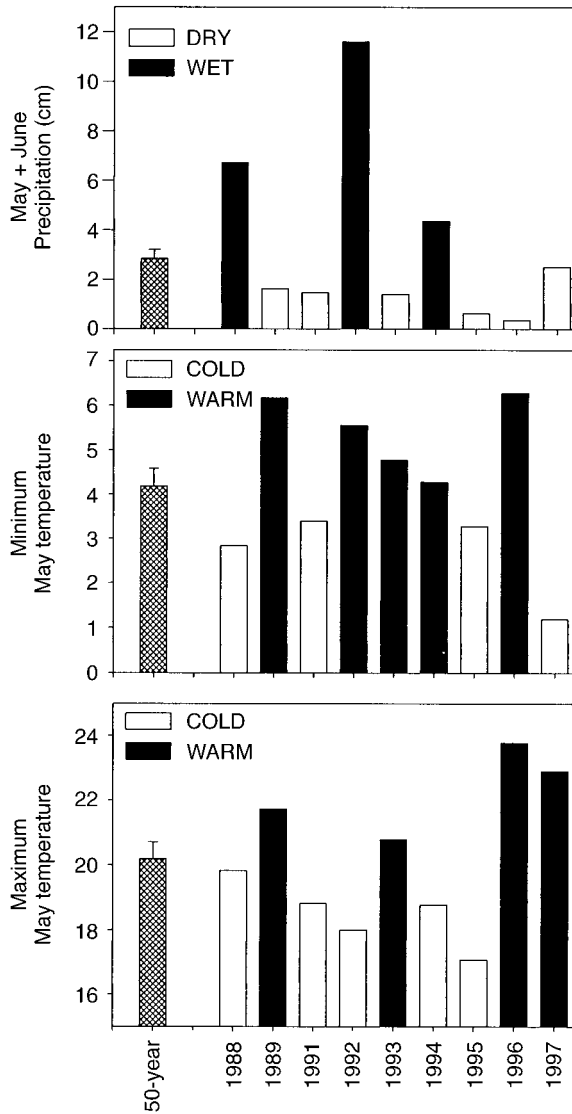 12
10
8
6
4
2
0
May + June
Precipitation (cm)
DRY
WET
7
6
5
4
3
2
1
0
Minimum
May temperature
COLD
WARM
24
22
20
18
16
Maximum
May temperature
COLD
WARM
50-year
1988
1989
1991
1992
1993
1994
1995
1996
1997